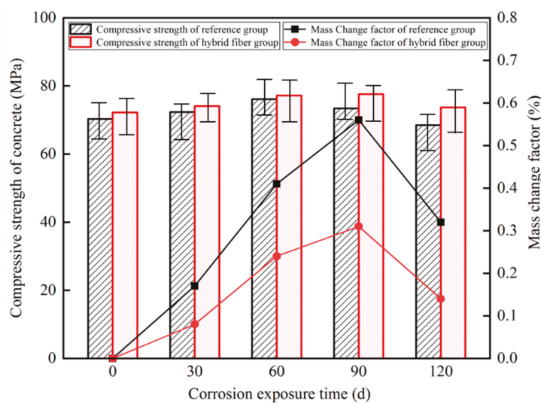 Compressive strength of reference group
Compressive strength of hybrid fiber group
Mass Change factor of reference group
Mass Change factor of hybrid fiber group
100
80
60
40
20
0
Compressive strength of concrete (MPa)
0.8
0.7
0.6
0.5
0.4
0.3
0.2
0.1
0.0
Mass change factor (%)
0 30 60 90 120
Corrosion exposure time (d)